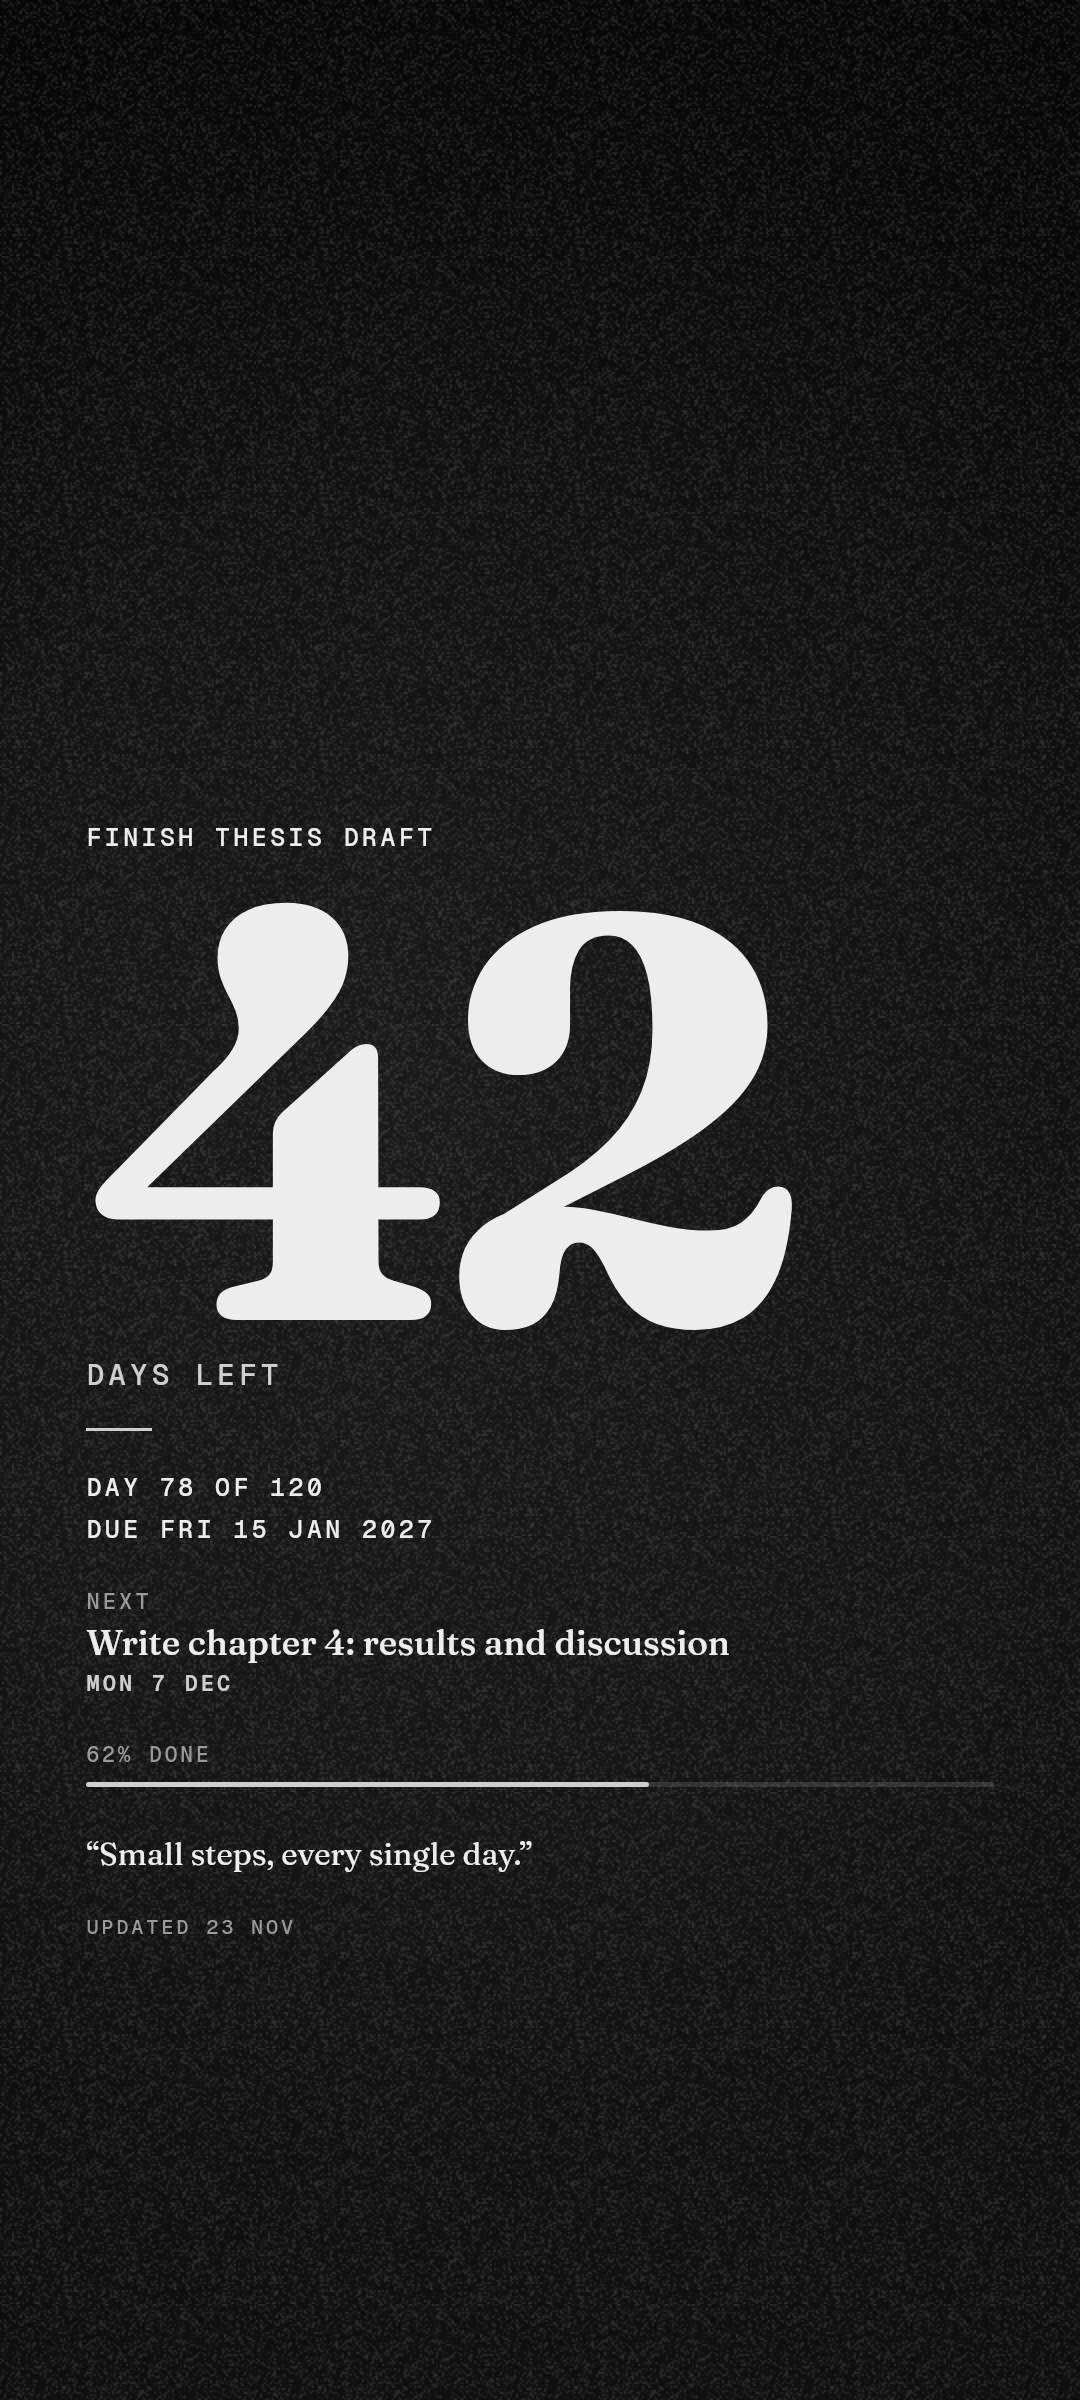 FINISH THESIS DRAFT
42
DAYS LEFT
DAY 78 OF 120
DUE FRI 15 JAN 2027
NEXT
Write chapter 4: results and discussion
MON 7 DEC
62% DONE
“Small steps, every single day.”
UPDATED 23 NOV